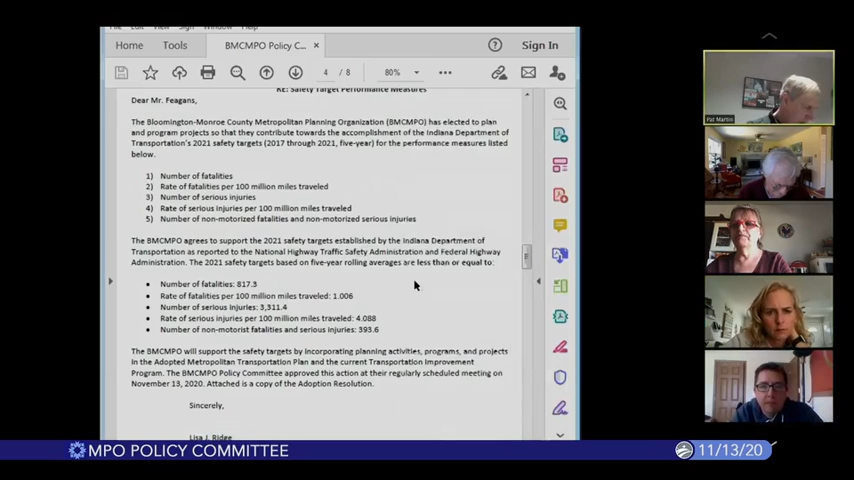 File Edit View Sign Window Help
Home Tools BMCMPO Policy C... × Sign In
4 / 8 80%
RE: Safety Target Performance Measures
Dear Mr. Feagans,
The Bloomington-Monroe County Metropolitan Planning Organization (BMCMPO) has elected to plan
and program projects so that they contribute towards the accomplishment of the Indiana Department of
Transportation's 2021 safety targets (2017 through 2021, five-year) for the performance measures listed
below.
1) Number of fatalities
2) Rate of fatalities per 100 million miles traveled
3) Number of serious injuries
4) Rate of serious injuries per 100 million miles traveled
5) Number of non-motorized fatalities and non-motorized serious injuries
The BMCMPO agrees to support the 2021 safety targets established by the Indiana Department of
Transportation as reported to the National Highway Traffic Safety Administration and Federal Highway
Administration. The 2021 safety targets based on five-year rolling averages are less than or equal to:
• Number of fatalities: 817.3
• Rate of fatalities per 100 million miles traveled: 1.006
• Number of serious injuries: 3,311.4
• Rate of serious injuries per 100 million miles traveled: 4.088
• Number of non-motorist fatalities and serious injuries: 393.6
The BMCMPO will support the safety targets by incorporating planning activities, programs, and projects
in the Adopted Metropolitan Transportation Plan and the current Transportation Improvement
Program. The BMCMPO Policy Committee approved this action at their regularly scheduled meeting on
November 13, 2020. Attached is a copy of the Adoption Resolution.
Sincerely,
Lisa J. Ridge
Pat Martin
MPO POLICY COMMITTEE
11/13/20